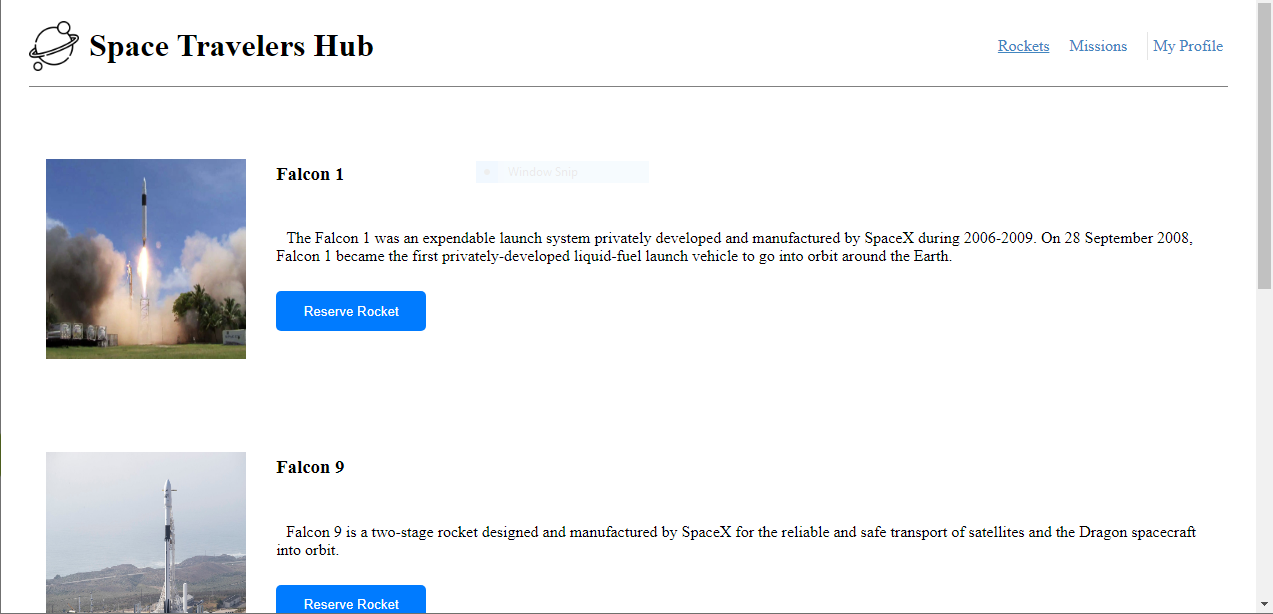 Space Travelers Hub
Rockets Missions My Profile
Falcon 1
Window Snip
The Falcon 1 was an expendable launch system privately developed and manufactured by SpaceX during 2006-2009. On 28 September 2008,
Falcon 1 became the first privately-developed liquid-fuel launch vehicle to go into orbit around the Earth.
Reserve Rocket
Falcon 9
Falcon 9 is a two-stage rocket designed and manufactured by SpaceX for the reliable and safe transport of satellites and the Dragon spacecraft
into orbit.
Reserve Rocket